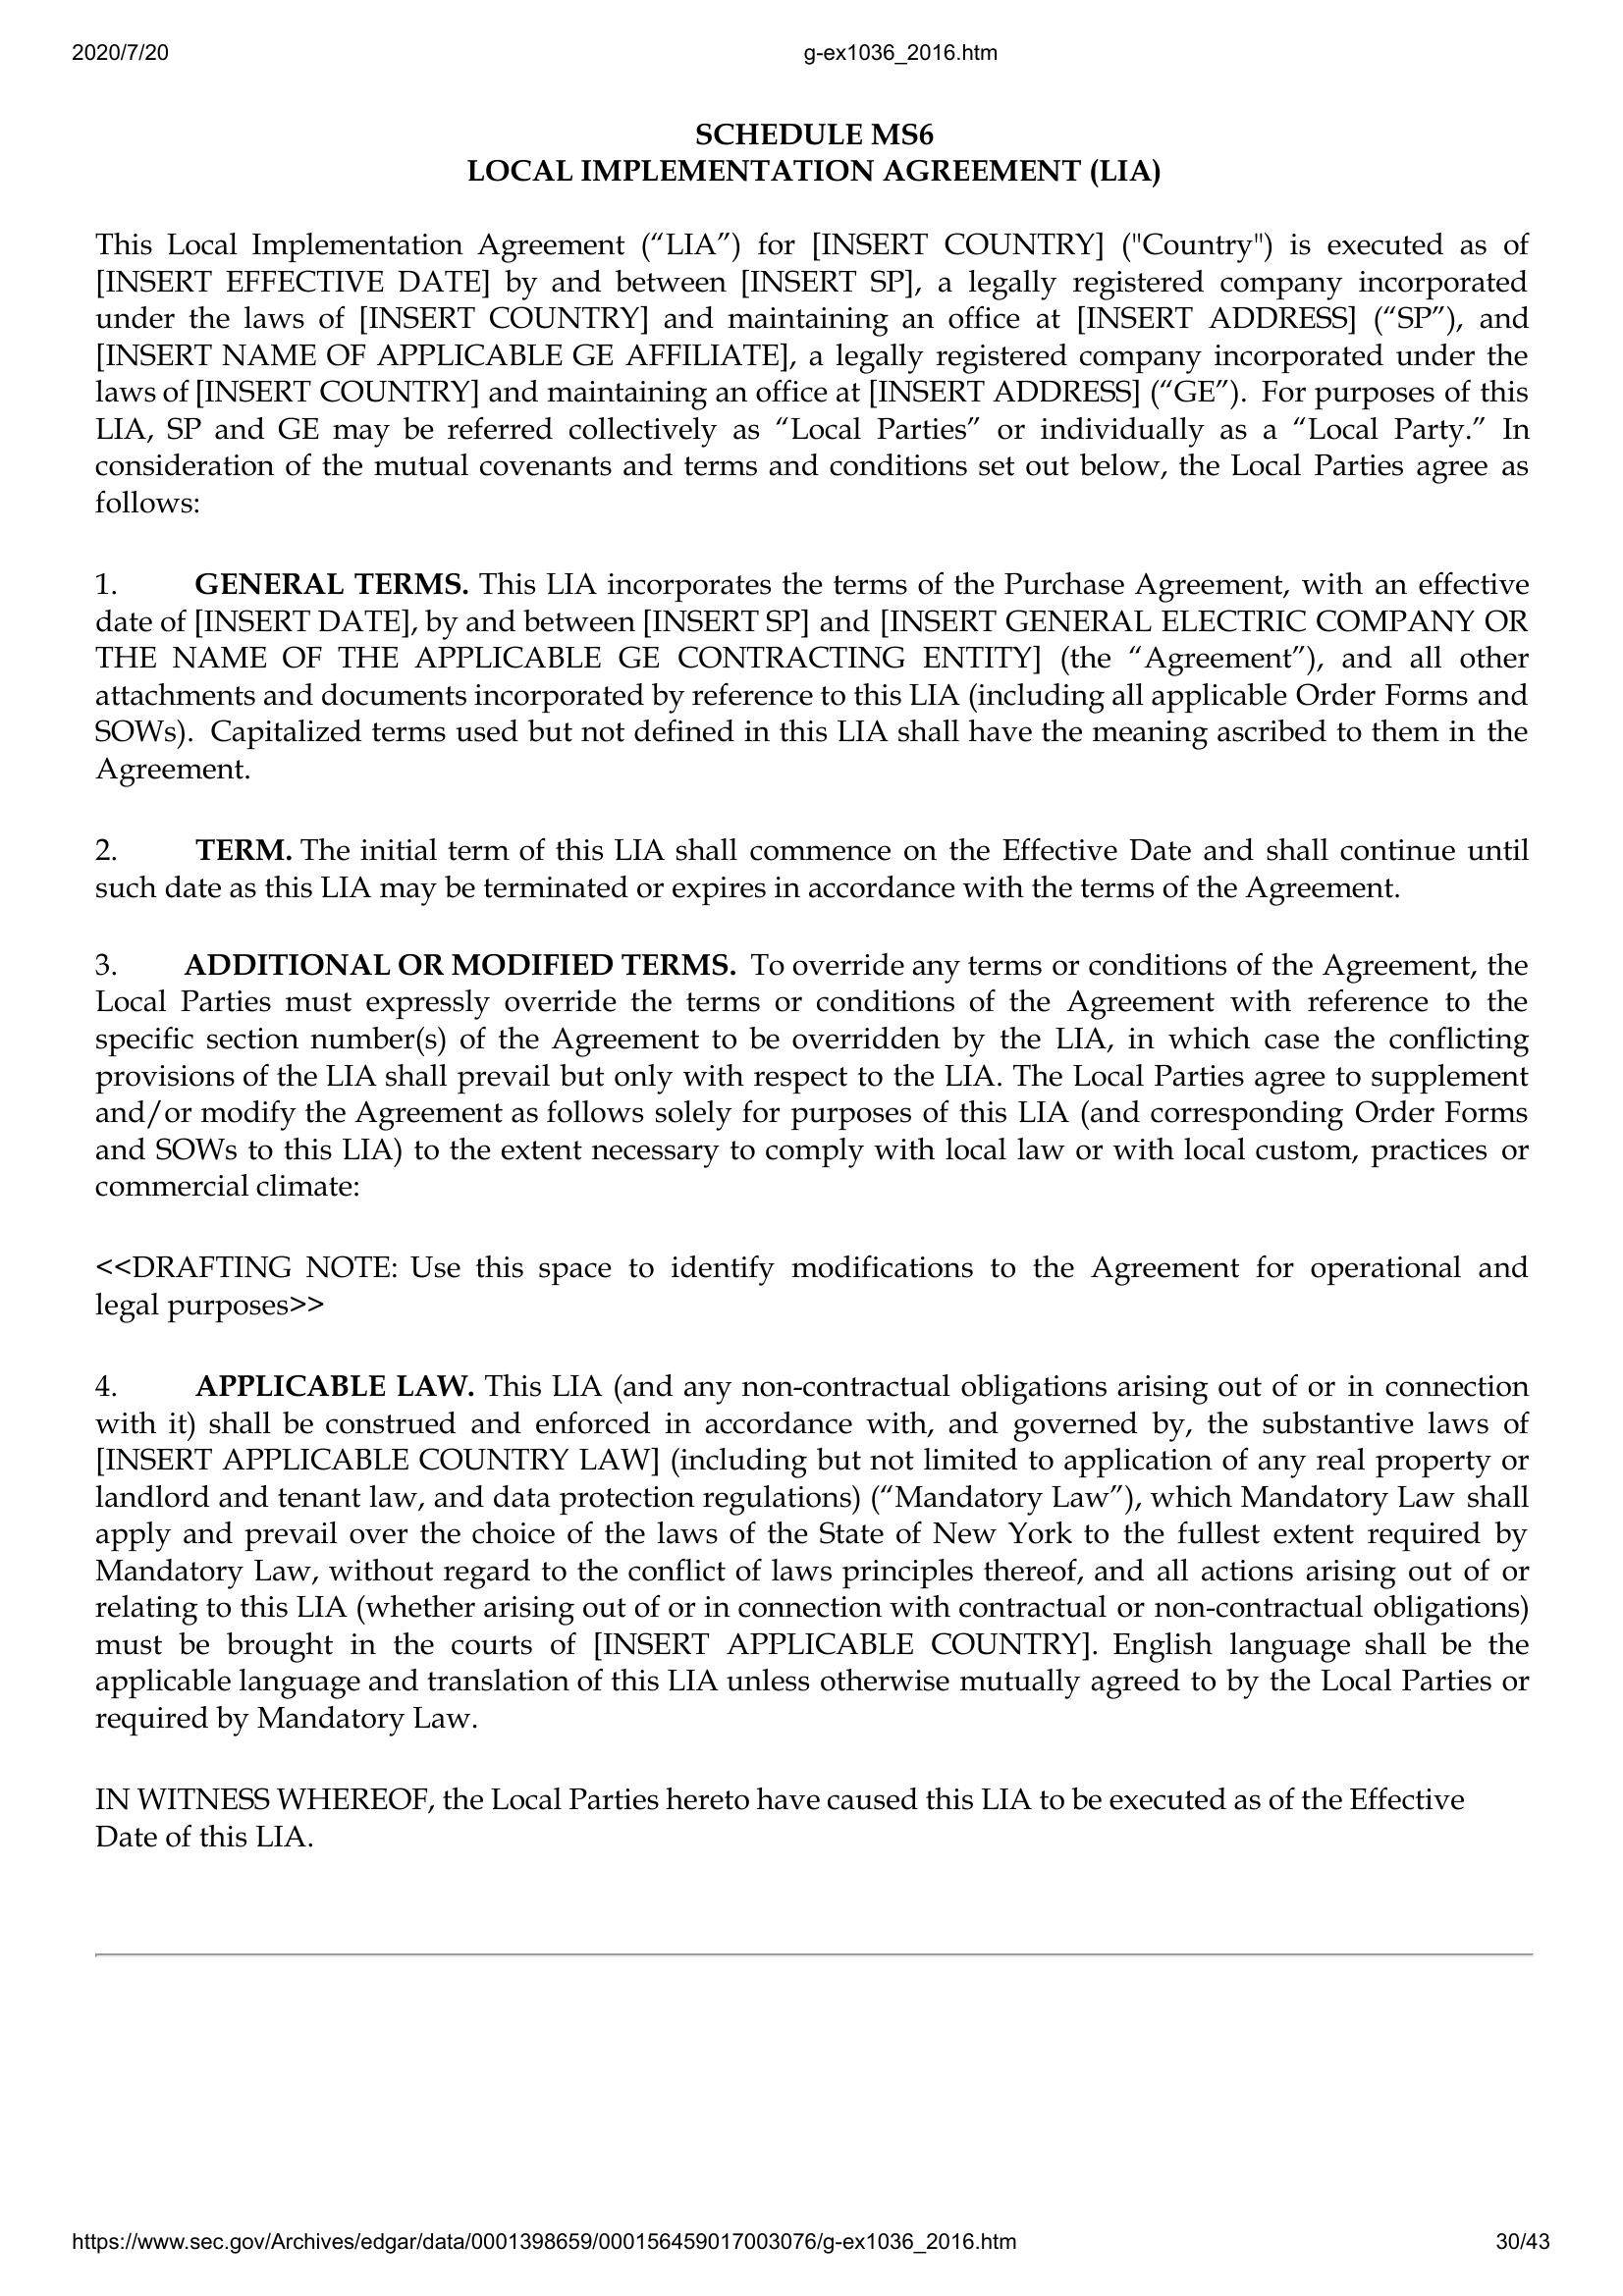 2020/7/20
g-ex1036_2016.htm
SCHEDULE MS6
LOCAL IMPLEMENTATION AGREEMENT (LIA)
This Local Implementation Agreement (“LIA”) for [INSERT COUNTRY] ("Country") is executed as of
[INSERT EFFECTIVE DATE] by and between [INSERT SP], a legally registered company incorporated
under the laws of [INSERT COUNTRY] and maintaining an office at [INSERT ADDRESS] (“SP”), and
[INSERT NAME OF APPLICABLE GE AFFILIATE], a legally registered company incorporated under the
laws of [INSERT COUNTRY] and maintaining an office at [INSERT ADDRESS] (“GE”). For purposes of this
LIA, SP and GE may be referred collectively as “Local Parties” or individually as a “Local Party.” In
consideration of the mutual covenants and terms and conditions set out below, the Local Parties agree as
follows:
1. GENERAL TERMS. This LIA incorporates the terms of the Purchase Agreement, with an effective
date of [INSERT DATE], by and between [INSERT SP] and [INSERT GENERAL ELECTRIC COMPANY OR
THE NAME OF THE APPLICABLE GE CONTRACTING ENTITY] (the “Agreement”), and all other
attachments and documents incorporated by reference to this LIA (including all applicable Order Forms and
SOWs). Capitalized terms used but not defined in this LIA shall have the meaning ascribed to them in the
Agreement.
2. TERM. The initial term of this LIA shall commence on the Effective Date and shall continue until
such date as this LIA may be terminated or expires in accordance with the terms of the Agreement.
3. ADDITIONAL OR MODIFIED TERMS. To override any terms or conditions of the Agreement, the
Local Parties must expressly override the terms or conditions of the Agreement with reference to the
specific section number(s) of the Agreement to be overridden by the LIA, in which case the conflicting
provisions of the LIA shall prevail but only with respect to the LIA. The Local Parties agree to supplement
and/or modify the Agreement as follows solely for purposes of this LIA (and corresponding Order Forms
and SOWs to this LIA) to the extent necessary to comply with local law or with local custom, practices or
commercial climate:
<<DRAFTING NOTE: Use this space to identify modifications to the Agreement for operational and
legal purposes>>
4. APPLICABLE LAW. This LIA (and any non-contractual obligations arising out of or in connection
with it) shall be construed and enforced in accordance with, and governed by, the substantive laws of
[INSERT APPLICABLE COUNTRY LAW] (including but not limited to application of any real property or
landlord and tenant law, and data protection regulations) (“Mandatory Law”), which Mandatory Law shall
apply and prevail over the choice of the laws of the State of New York to the fullest extent required by
Mandatory Law, without regard to the conflict of laws principles thereof, and all actions arising out of or
relating to this LIA (whether arising out of or in connection with contractual or non-contractual obligations)
must be brought in the courts of [INSERT APPLICABLE COUNTRY]. English language shall be the
applicable language and translation of this LIA unless otherwise mutually agreed to by the Local Parties or
required by Mandatory Law.
IN WITNESS WHEREOF, the Local Parties hereto have caused this LIA to be executed as of the Effective
Date of this LIA.
https://www.sec.gov/Archives/edgar/data/0001398659/000156459017003076/g-ex1036_2016.htm
30/43